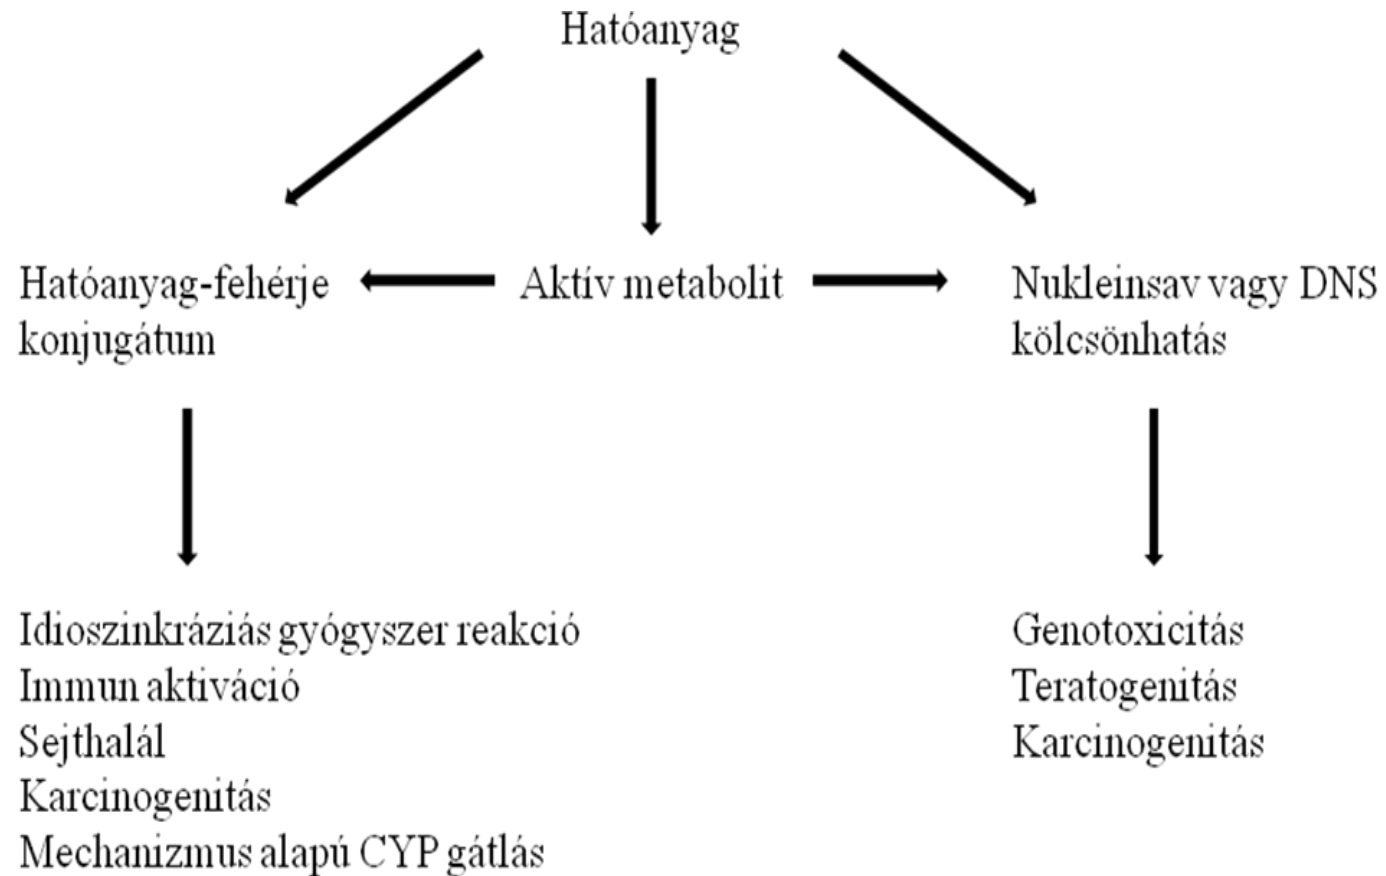 Hatóanyag
Hatóanyag-fehérje
konjugátum
Aktív metabolit
Nukleinsav vagy DNS
kölcsönhatás
Idioszinkráziás gyógyszer reakció
Immun aktiváció
Sejthalál
Karcinogenitás
Mechanizmus alapú CYP gátlás
Genotoxicitás
Teratogenitás
Karcinogenitás